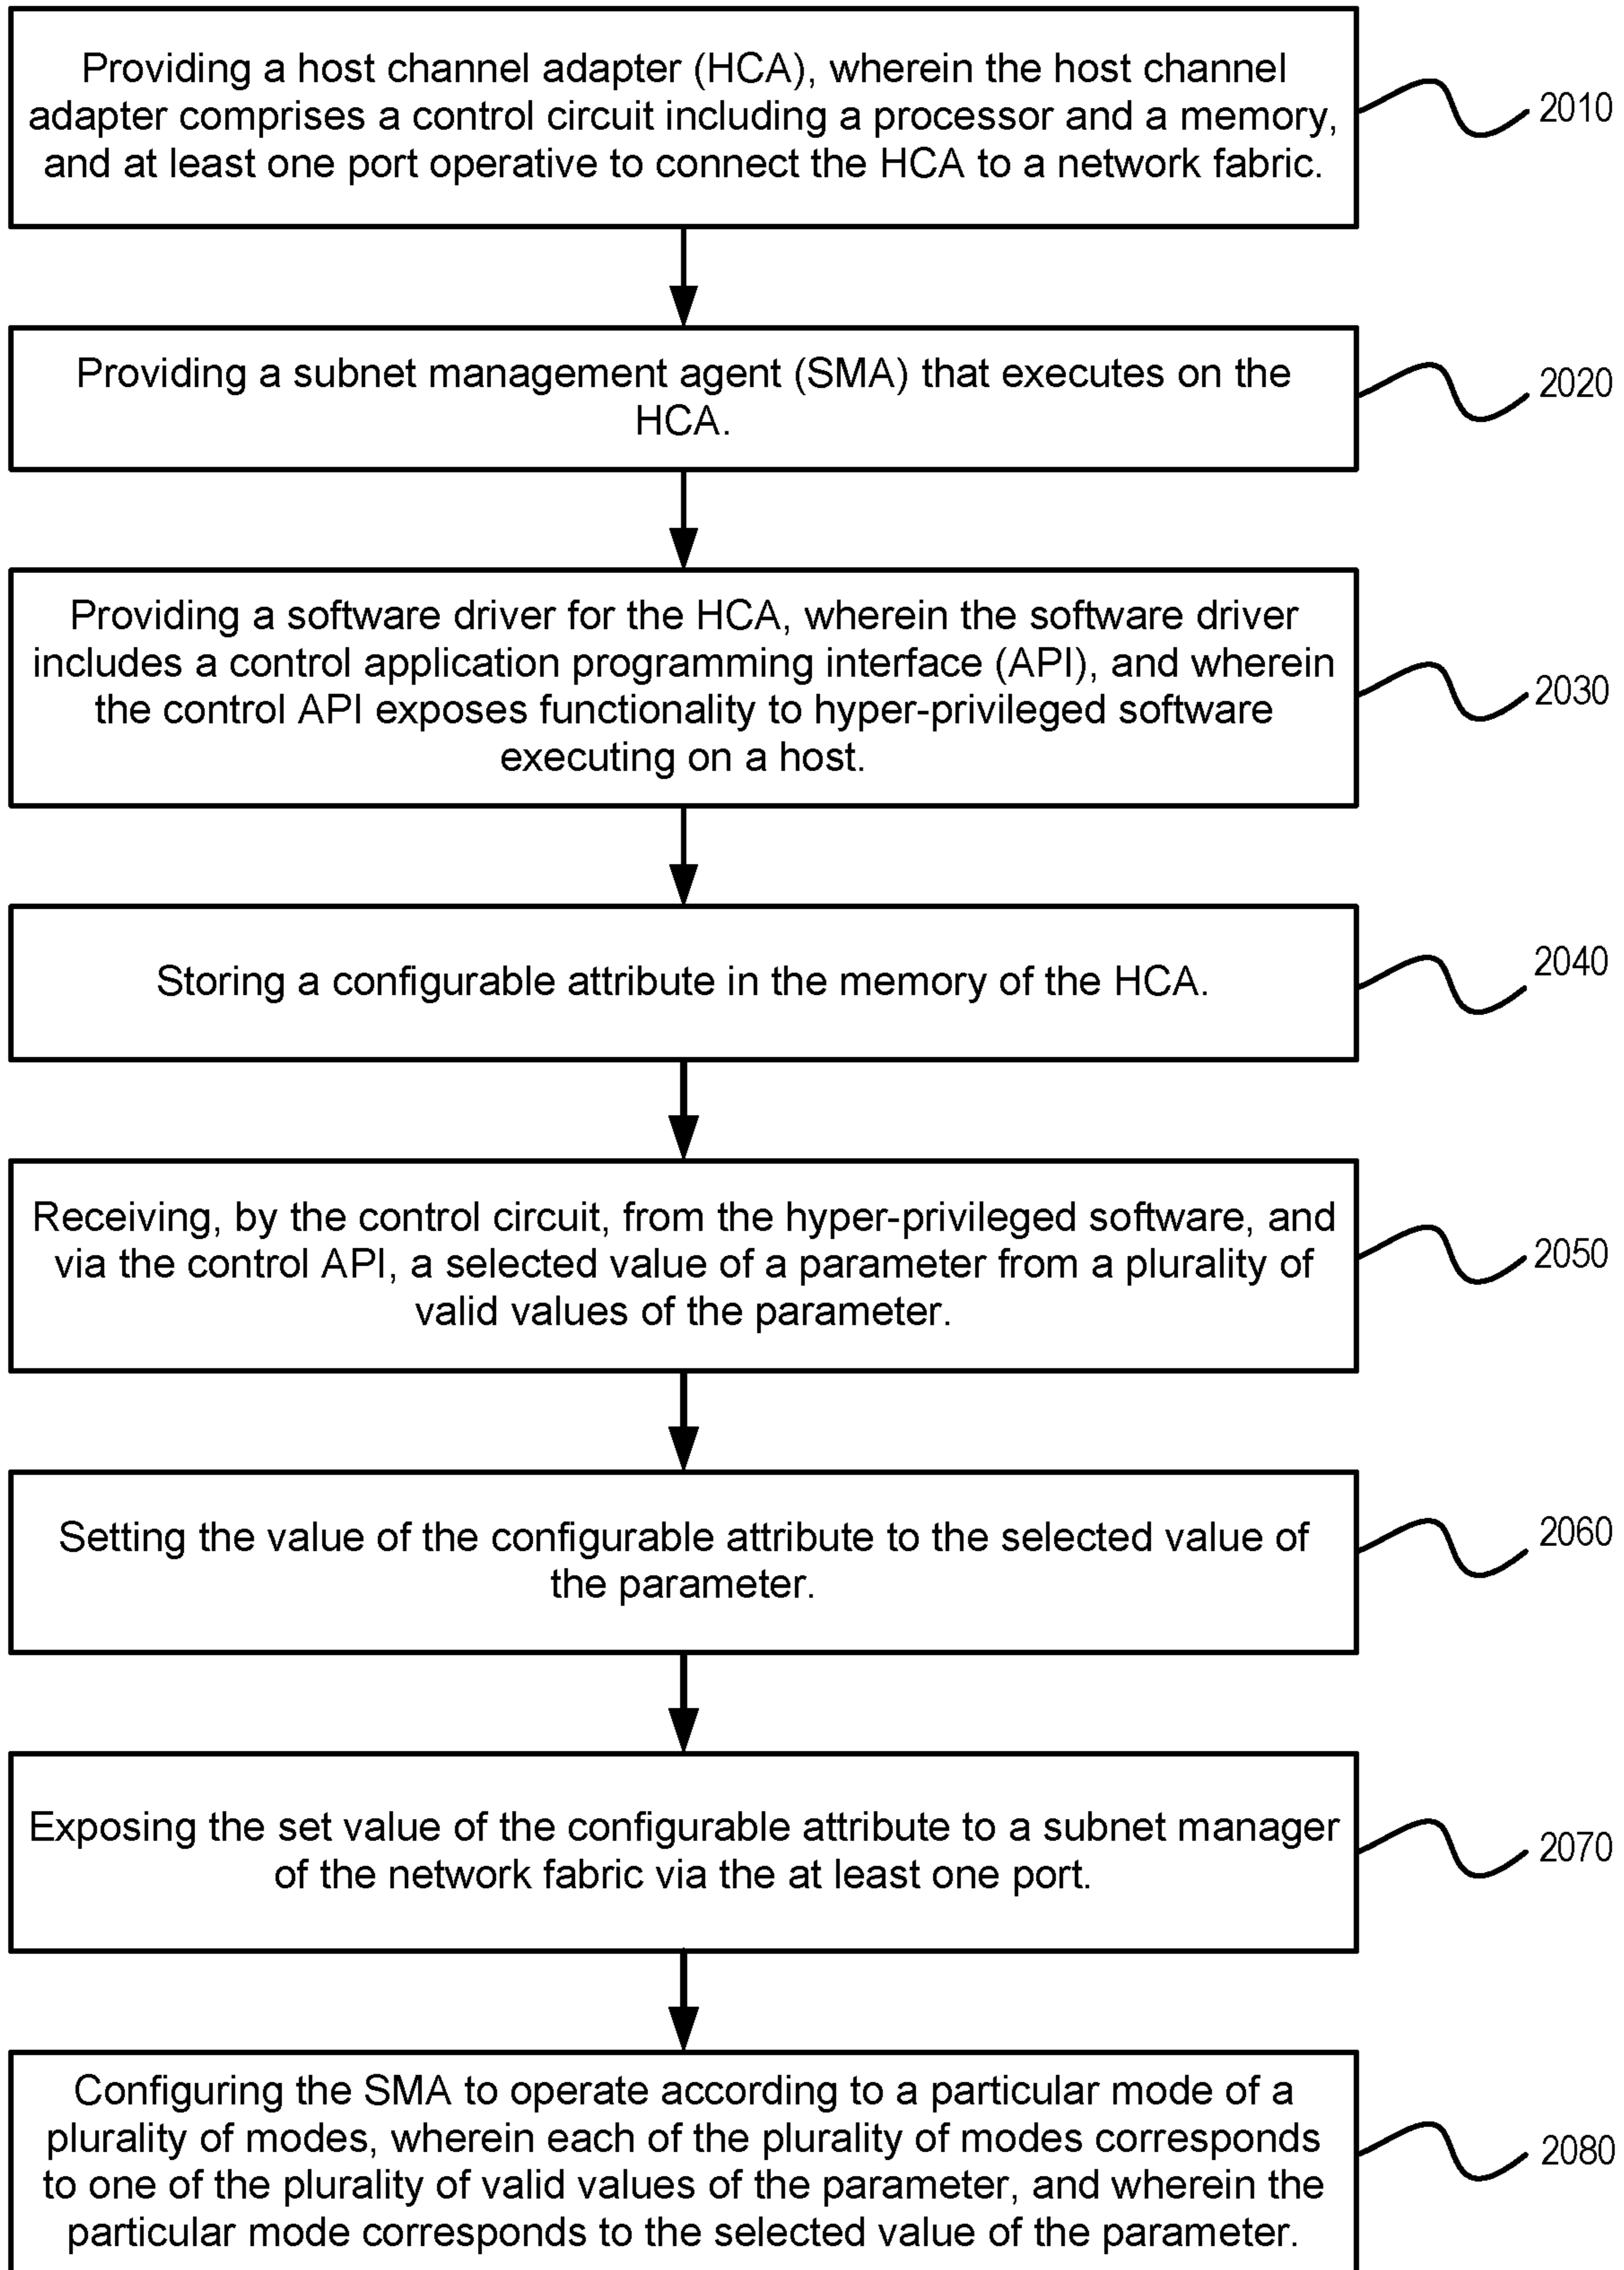 Providing a host channel adapter (HCA), wherein the host channel
adapter comprises a control circuit including a processor and a memory,
and at least one port operative to connect the HCA to a network fabric.
2010
Providing a subnet management agent (SMA) that executes on the
HCA.
2020
Providing a software driver for the HCA, wherein the software driver
includes a control application programming interface (API), and wherein
the control API exposes functionality to hyper-privileged software
executing on a host.
2030
Storing a configurable attribute in the memory of the HCA.
2040
Receiving, by the control circuit, from the hyper-privileged software, and
via the control API, a selected value of a parameter from a plurality of
valid values of the parameter.
2050
Setting the value of the configurable attribute to the selected value of
the parameter.
2060
Exposing the set value of the configurable attribute to a subnet manager
of the network fabric via the at least one port.
2070
Configuring the SMA to operate according to a particular mode of a
plurality of modes, wherein each of the plurality of modes corresponds
to one of the plurality of valid values of the parameter, and wherein the
particular mode corresponds to the selected value of the parameter.
2080